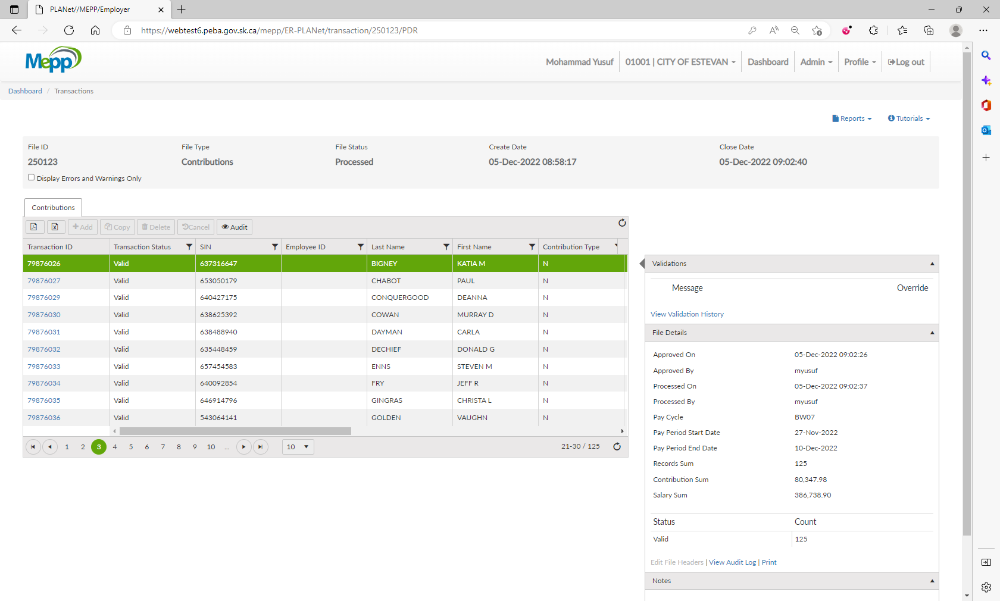 PLANet//MEPP/Employer
https://webtest6.peba.gov.sk.ca/mepp/ER-PLANet/transaction/250123/PDR
Mepp
Mohammad Yusuf
01001 | CITY OF ESTEVAN
Dashboard
Admin
Profile
Log out
Dashboard / Transactions
Reports
Tutorials
File ID File Type File Status Create Date Close Date
250123 Contributions Processed 05-Dec-2022 08:58:17 05-Dec-2022 09:02:40
Display Errors and Warnings Only
Contributions
Add Copy Delete Cancel Audit
Transaction ID Transaction Status SIN Employee ID Last Name First Name Contribution Type
79876026 Valid 637316647 BIGNEY KATIA M N
79876027 Valid 653050179 CHABOT PAUL N
79876029 Valid 640427175 CONQUERGOOD DEANNA N
79876030 Valid 638625392 COWAN MURRAY D N
79876031 Valid 638488940 DAYMAN CARLA N
79876032 Valid 635448459 DECHIEF DONALD G N
79876033 Valid 657454583 ENNS STEVEN M N
79876034 Valid 640092854 FRY JEFF R N
79876035 Valid 646914796 GINGRAS CHRISTA L N
79876036 Valid 543064141 GOLDEN VAUGHN N
1 2 3 4 5 6 7 8 9 10 ... 10 21-30 / 125
Validations
Message Override
View Validation History
File Details
Approved On 05-Dec-2022 09:02:26
Approved By myusuf
Processed On 05-Dec-2022 09:02:37
Processed By myusuf
Pay Cycle BW07
Pay Period Start Date 27-Nov-2022
Pay Period End Date 10-Dec-2022
Records Sum 125
Contribution Sum 80,347.98
Salary Sum 386,738.90
Status Count
Valid 125
Edit File Headers | View Audit Log | Print
Notes